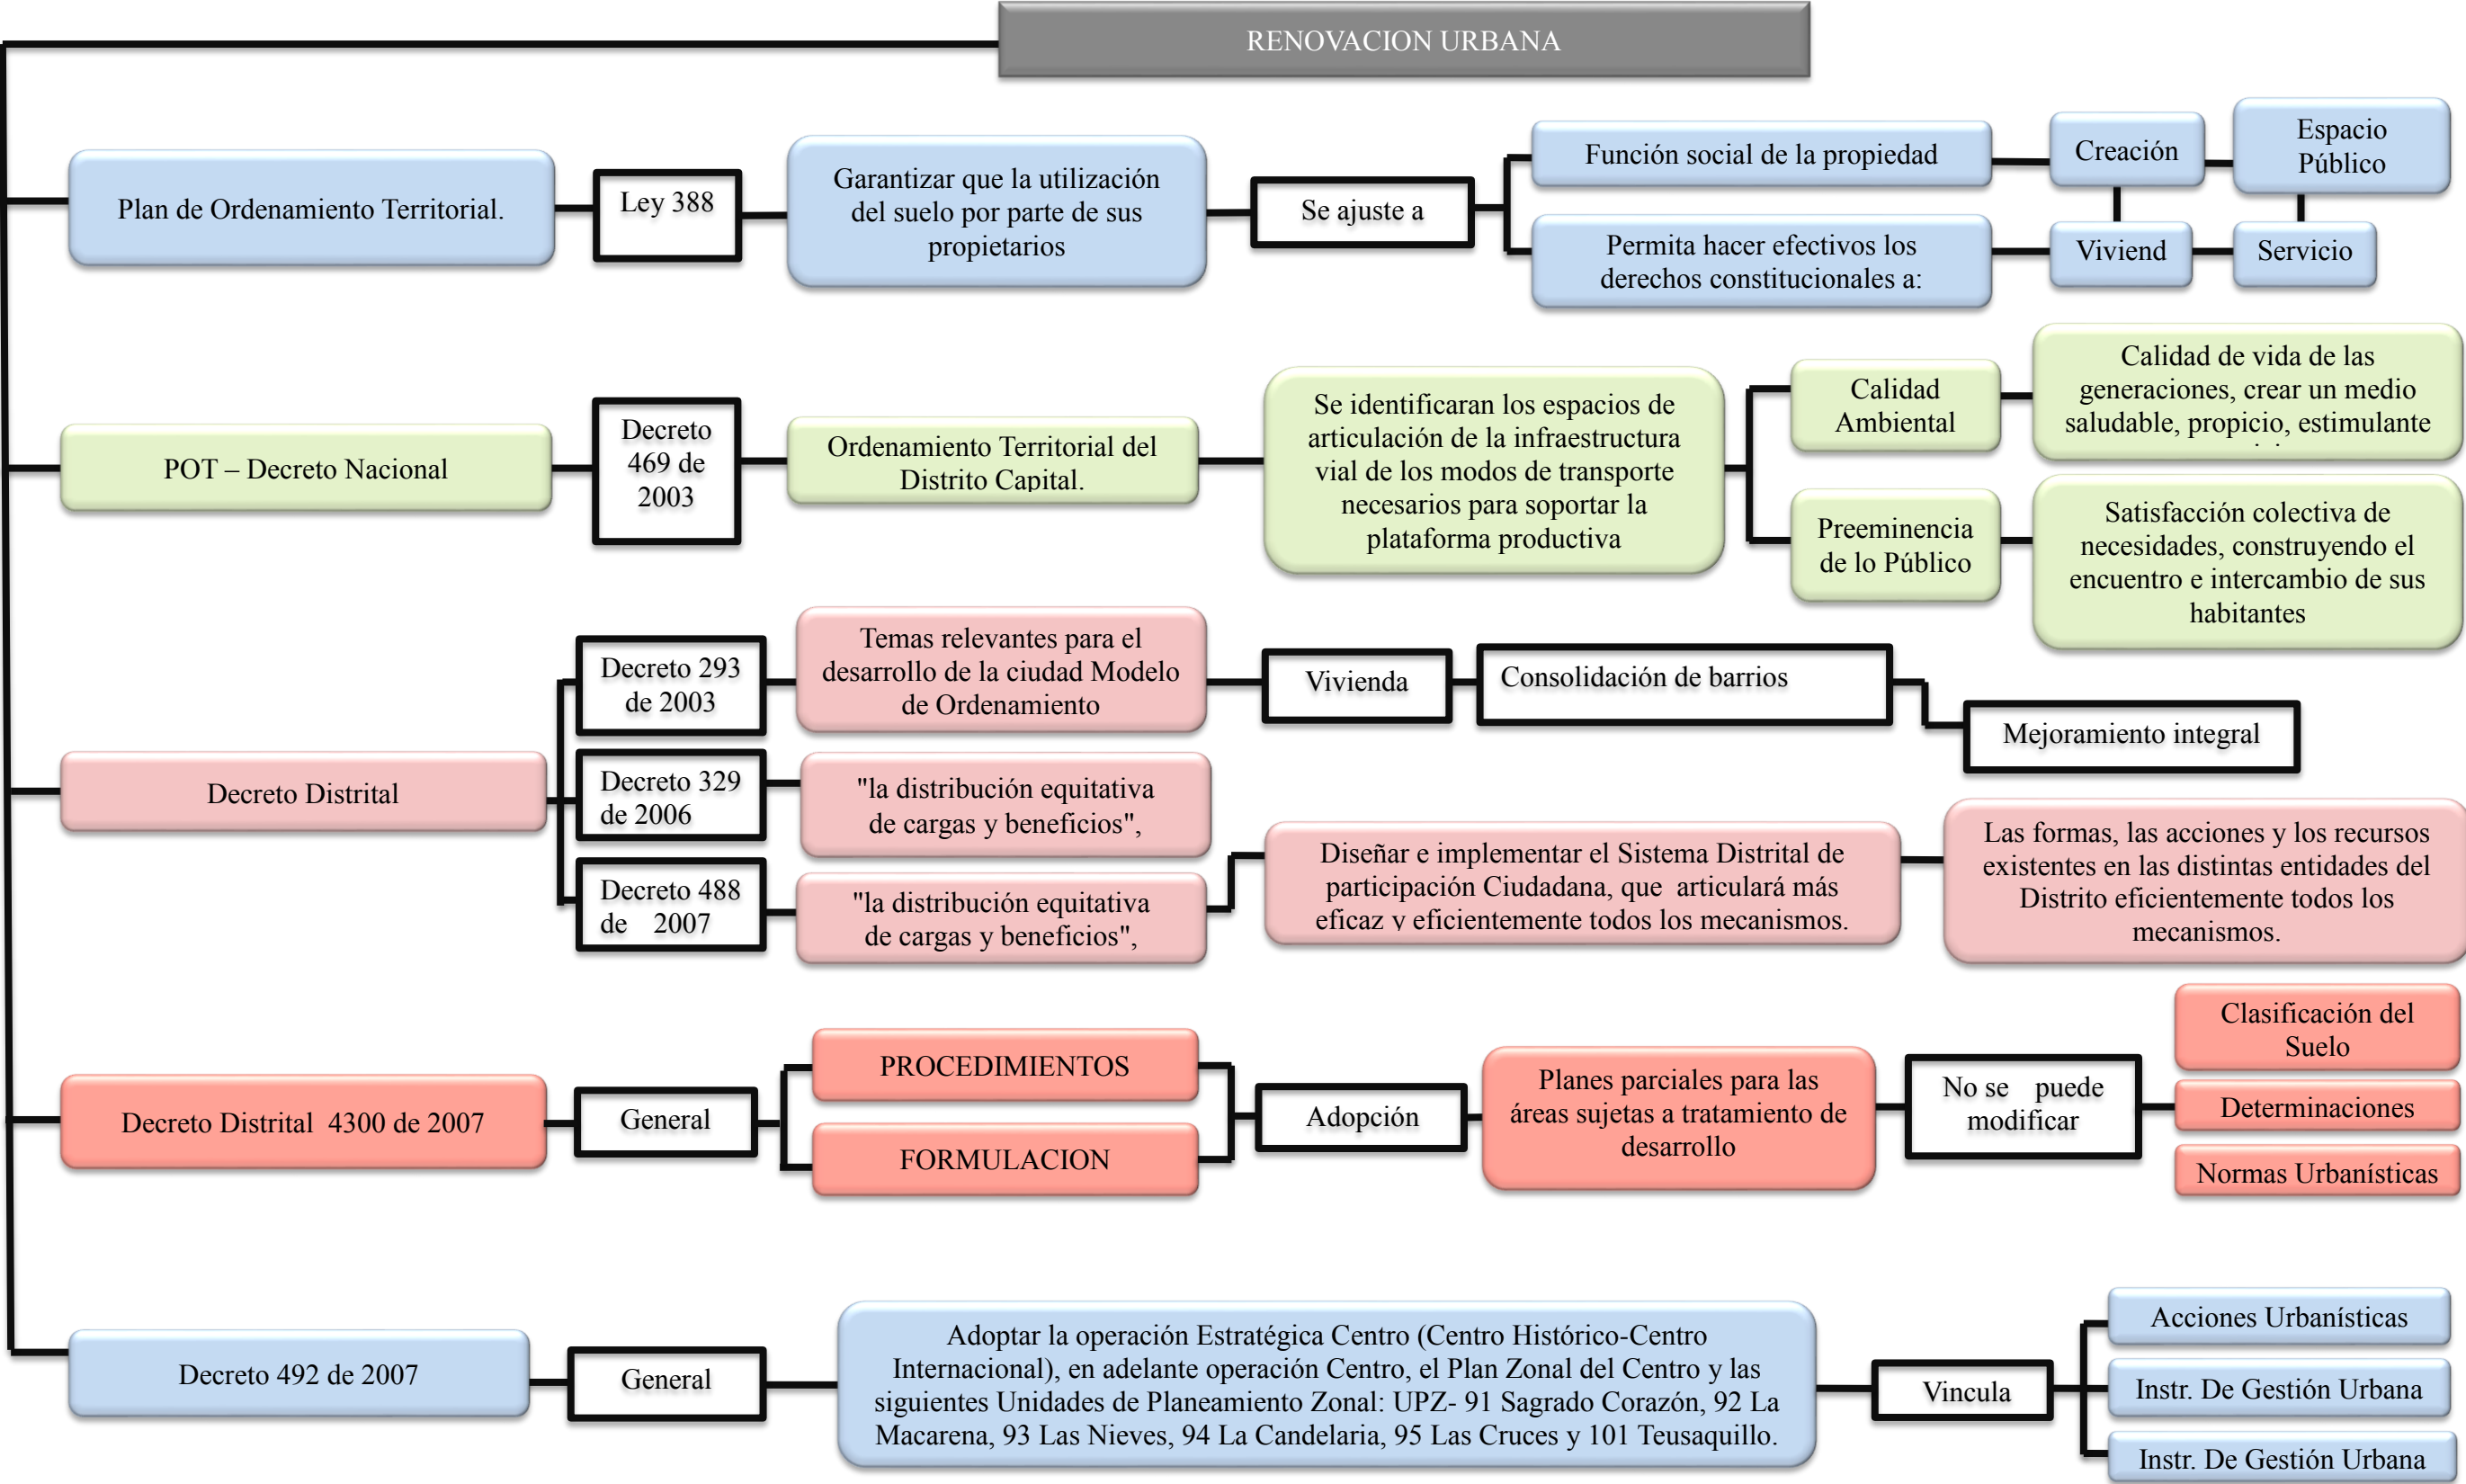 RENOVACION URBANA
Plan de Ordenamiento Territorial.
Ley 388
Garantizar que la utilización
del suelo por parte de sus
propietarios
Se ajuste a
Función social de la propiedad
Creación
Espacio
Público
Permita hacer efectivos los
derechos constitucionales a:
Viviend
Servicio
POT – Decreto Nacional
Decreto
469 de
2003
Ordenamiento Territorial del
Distrito Capital.
Se identificaran los espacios de
articulación de la infraestructura
vial de los modos de transporte
necesarios para soportar la
plataforma productiva
Calidad
Ambiental
Calidad de vida de las
generaciones, crear un medio
saludable, propicio, estimulante
Preeminencia
de lo Público
Satisfacción colectiva de
necesidades, construyendo el
encuentro e intercambio de sus
habitantes
Decreto Distrital
Decreto 293
de 2003
Temas relevantes para el
desarrollo de la ciudad Modelo
de Ordenamiento
Vivienda
Consolidación de barrios
Mejoramiento integral
Decreto 329
de 2006
"la distribución equitativa
de cargas y beneficios",
Decreto 488
de 2007
"la distribución equitativa
de cargas y beneficios",
Diseñar e implementar el Sistema Distrital de
participación Ciudadana, que articulará más
eficaz y eficientemente todos los mecanismos.
Las formas, las acciones y los recursos
existentes en las distintas entidades del
Distrito eficientemente todos los
mecanismos.
Decreto Distrital 4300 de 2007
General
PROCEDIMIENTOS
FORMULACION
Adopción
Planes parciales para las
áreas sujetas a tratamiento de
desarrollo
No se puede
modificar
Clasificación del
Suelo
Determinaciones
Normas Urbanísticas
Decreto 492 de 2007
General
Adoptar la operación Estratégica Centro (Centro Histórico-Centro
Internacional), en adelante operación Centro, el Plan Zonal del Centro y las
siguientes Unidades de Planeamiento Zonal: UPZ- 91 Sagrado Corazón, 92 La
Macarena, 93 Las Nieves, 94 La Candelaria, 95 Las Cruces y 101 Teusaquillo.
Vincula
Acciones Urbanísticas
Instr. De Gestión Urbana
Instr. De Gestión Urbana